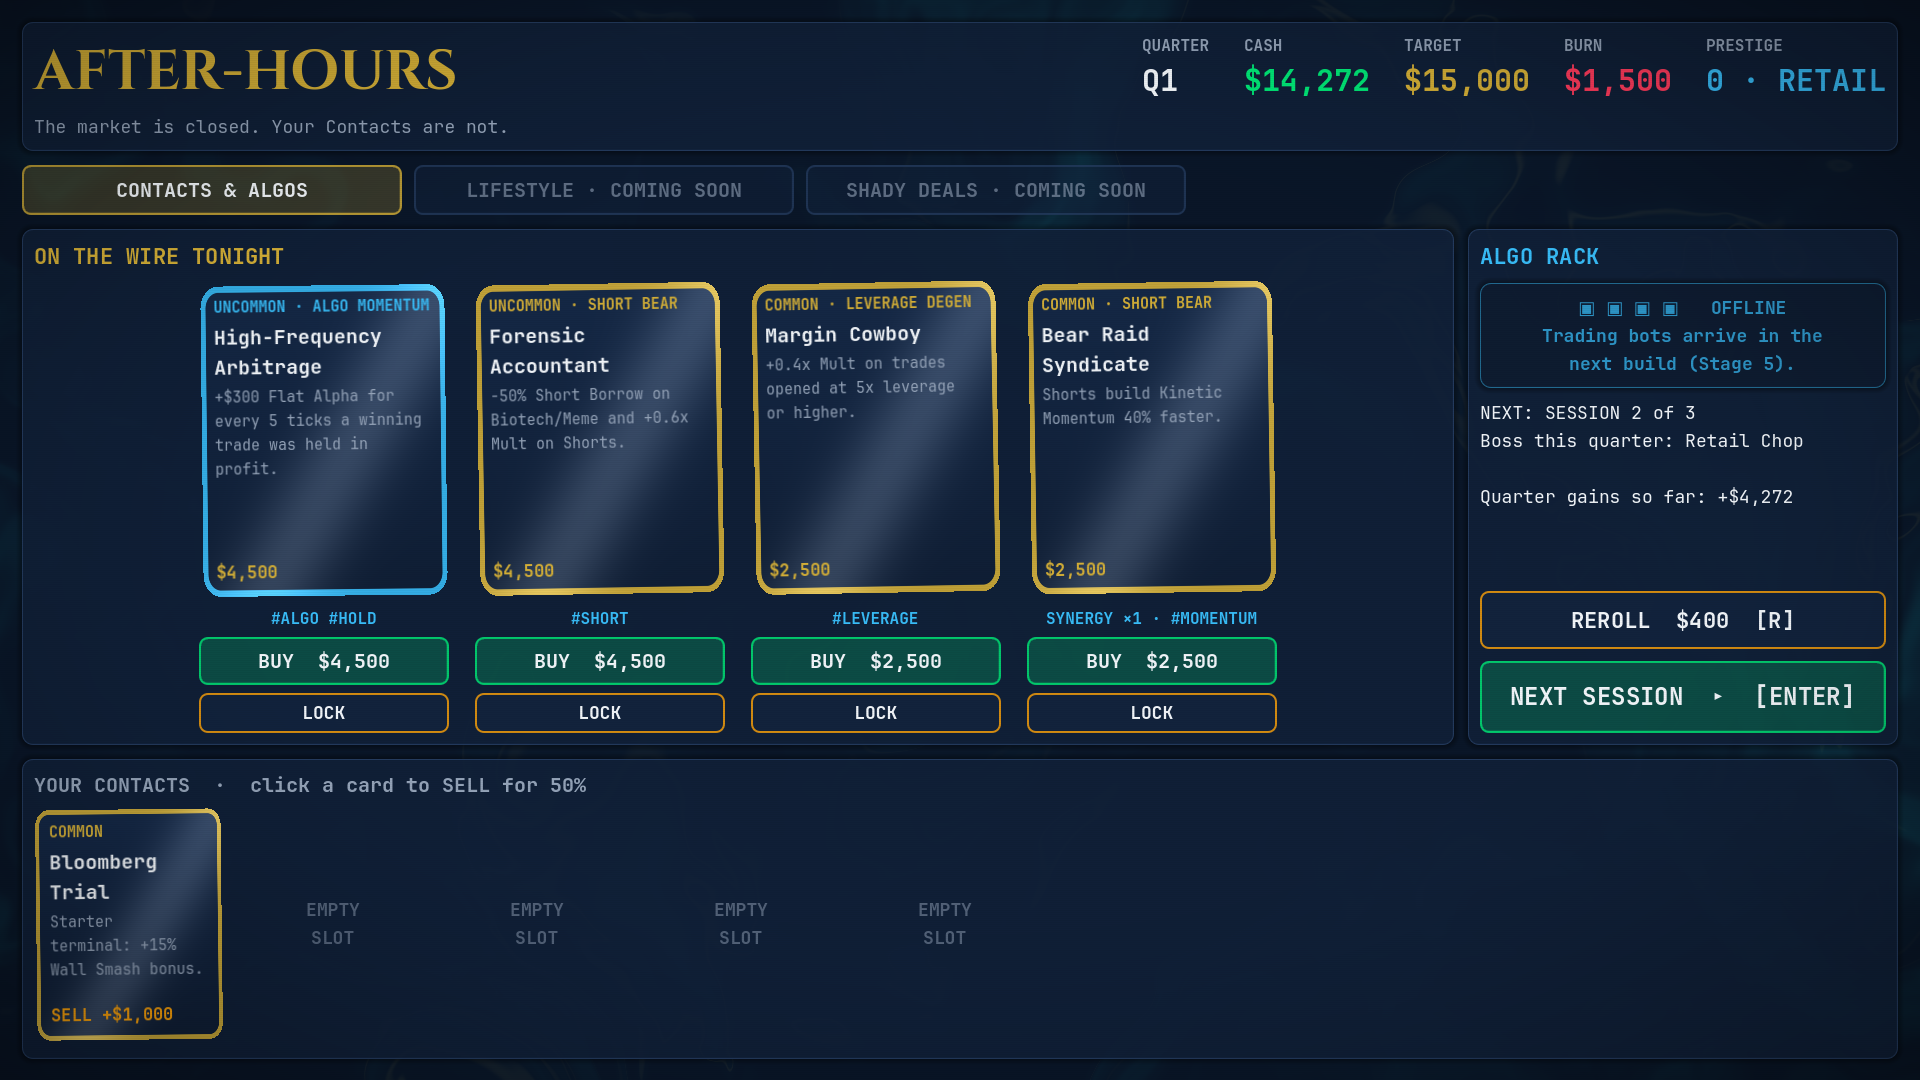 AFTER-HOURS
The market is closed. Your Contacts are not.
QUARTER
Q1
CASH
$14,272
TARGET
$15,000
BURN
$1,500
PRESTIGE
0 · RETAIL
CONTACTS & ALGOS
LIFESTYLE · COMING SOON
SHADY DEALS · COMING SOON
ON THE WIRE TONIGHT
UNCOMMON · ALGO MOMENTUM
High-Frequency
Arbitrage
+$300 Flat Alpha for
every 5 ticks a winning
trade was held in
profit.
$4,500
#ALGO #HOLD
BUY $4,500
LOCK
UNCOMMON · SHORT BEAR
Forensic
Accountant
-50% Short Borrow on
Biotech/Meme and +0.6x
Mult on Shorts.
$4,500
#SHORT
BUY $4,500
LOCK
COMMON · LEVERAGE DEGEN
Margin Cowboy
+0.4x Mult on trades
opened at 5x leverage
or higher.
$2,500
#LEVERAGE
BUY $2,500
LOCK
COMMON · SHORT BEAR
Bear Raid
Syndicate
Shorts build Kinetic
Momentum 40% faster.
$2,500
SYNERGY ×1 · #MOMENTUM
BUY $2,500
LOCK
ALGO RACK
▣ ▣ ▣ ▣ OFFLINE
Trading bots arrive in the
next build (Stage 5).
NEXT: SESSION 2 of 3
Boss this quarter: Retail Chop
Quarter gains so far: +$4,272
REROLL $400 [R]
NEXT SESSION ▸ [ENTER]
YOUR CONTACTS · click a card to SELL for 50%
COMMON
Bloomberg
Trial
Starter
terminal: +15%
Wall Smash bonus.
SELL +$1,000
EMPTY
SLOT
EMPTY
SLOT
EMPTY
SLOT
EMPTY
SLOT